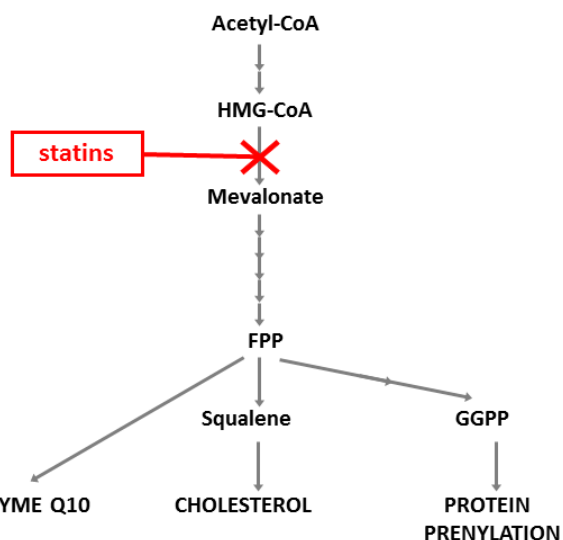 Acetyl-CoA
HMG-CoA
statins
Mevalonate
FPP
Squalene
GGPP
YME Q10
CHOLESTEROL
PROTEIN
PRENYLATION